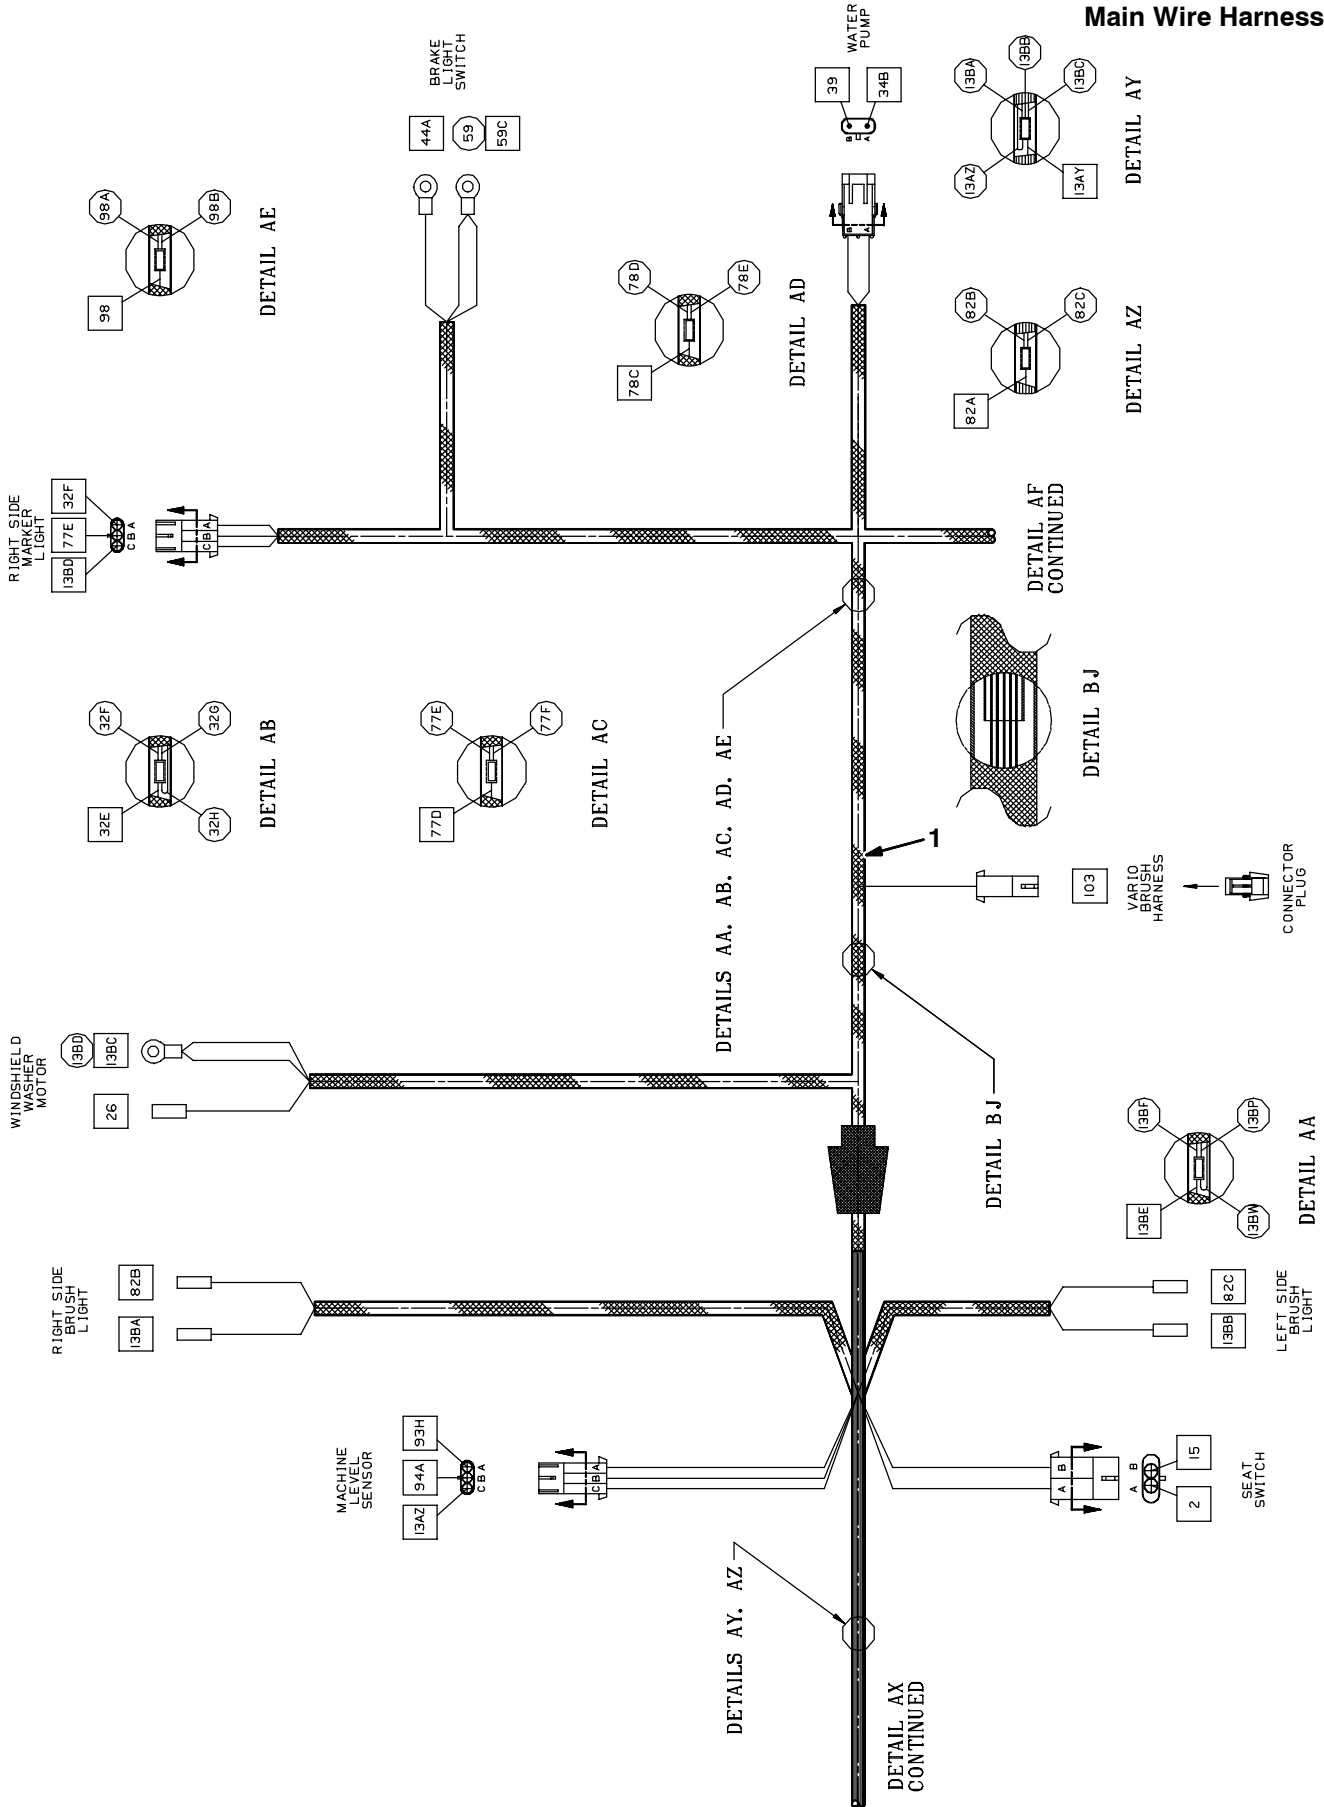 Main Wire Harness
RIGHT SIDE
MARKER
LIGHT
13BD
77E
32F
C B A
C B A
98
98A
98B
DETAIL AE
BRAKE
LIGHT
SWITCH
44A
59
59C
WATER
PUMP
39
34B
B
A
B
A
13BA
13BB
13BC
13AZ
13AY
DETAIL AY
78C
78D
78E
DETAIL AD
82A
82B
82C
DETAIL AZ
DETAIL AF
CONTINUED
32E
32F
32G
32H
DETAIL AB
77D
77E
77F
DETAIL AC
DETAILS AA. AB. AC. AD. AE
DETAIL BJ
1
103
VARIO
BRUSH
HARNESS
CONNECTOR
PLUG
WINDSHIELD
WASHER
MOTOR
26
13BD
13BC
DETAIL BJ
13BE
13BF
13BP
13BW
DETAIL AA
RIGHT SIDE
BRUSH
LIGHT
13BA
82B
LEFT SIDE
BRUSH
LIGHT
13BB
82C
MACHINE
LEVEL
SENSOR
13AZ
94A
93H
C B A
C B A
A B
A B
2
15
SEAT
SWITCH
DETAILS AY. AZ
DETAIL AX
CONTINUED